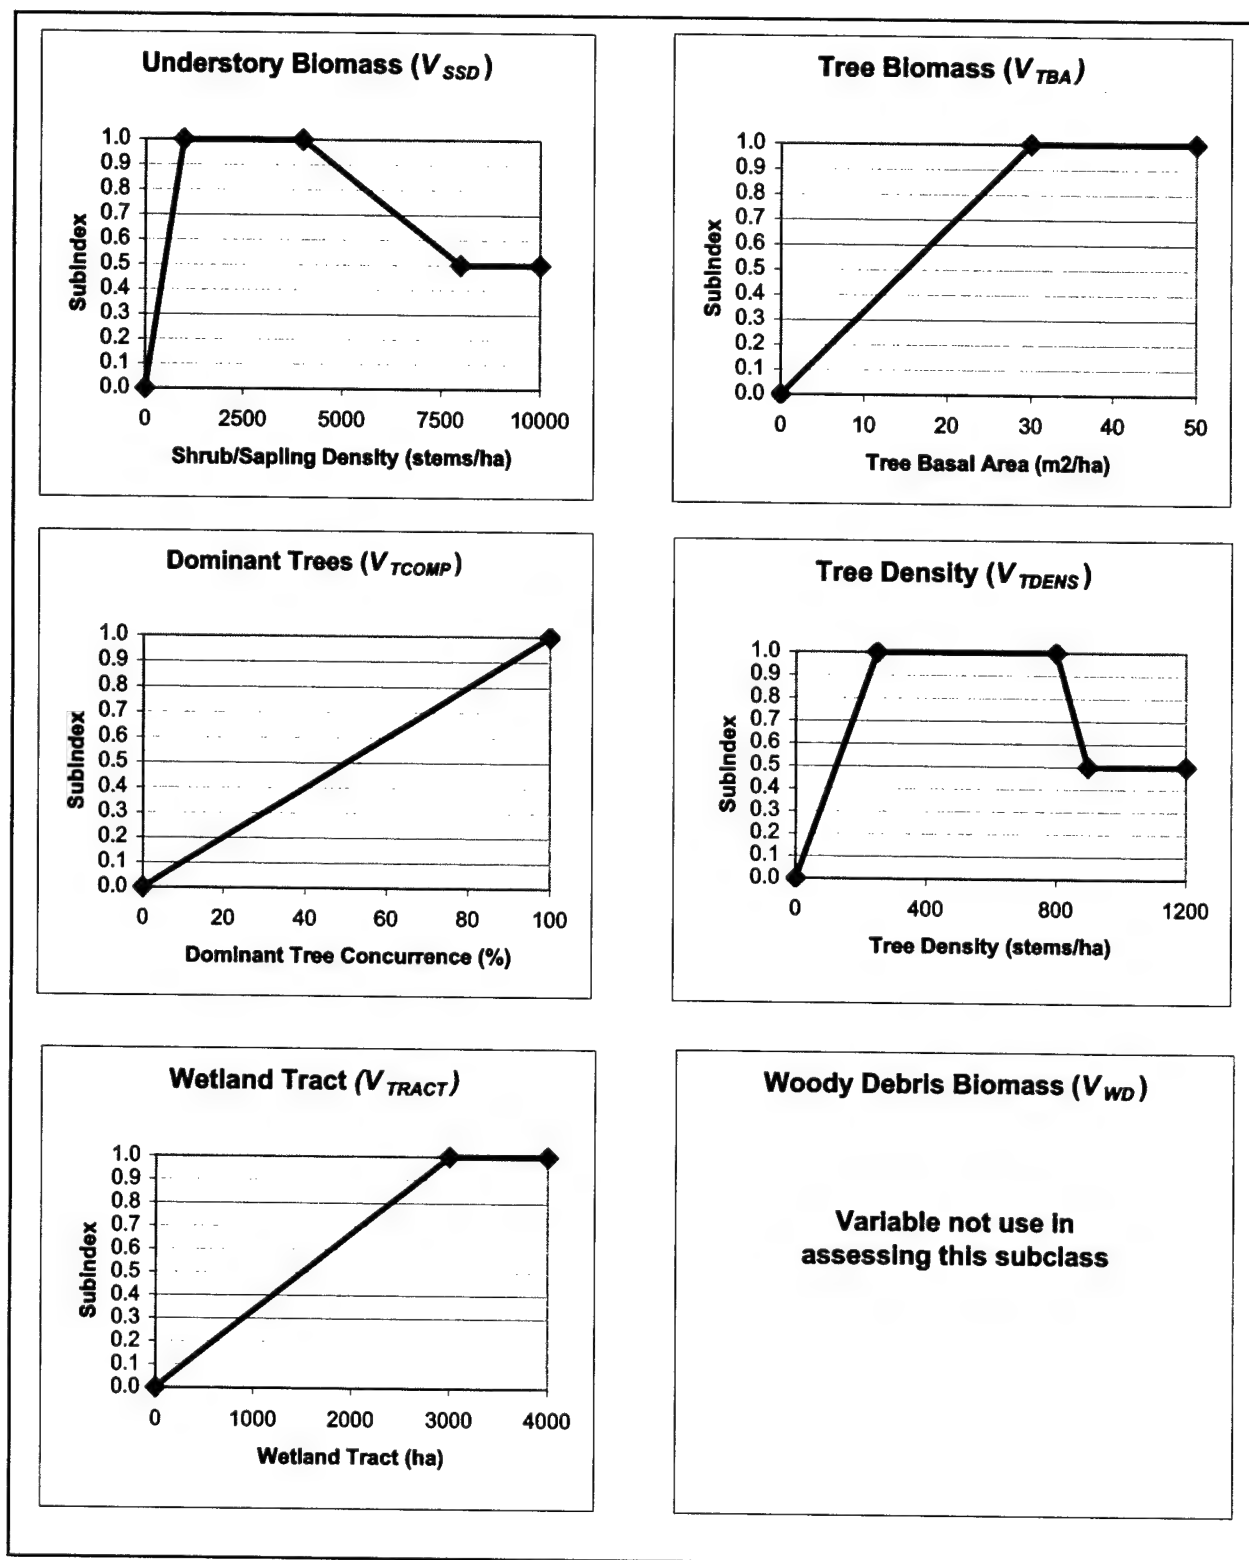 Understory Biomass (V SSD)
SubIndex
1.0
0.9
0.8
0.7
0.6
0.5
0.4
0.3
0.2
0.1
0.0
0 2500 5000 7500 10000
Shrub/Sapling Density (stems/ha)
Tree Biomass (V TBA)
SubIndex
1.0
0.9
0.8
0.7
0.6
0.5
0.4
0.3
0.2
0.1
0.0
0 10 20 30 40 50
Tree Basal Area (m2/ha)
Dominant Trees (V TCOMP)
SubIndex
1.0
0.9
0.8
0.7
0.6
0.5
0.4
0.3
0.2
0.1
0.0
0 20 40 60 80 100
Dominant Tree Concurrence (%)
Tree Density (V TDENS)
SubIndex
1.0
0.9
0.8
0.7
0.6
0.5
0.4
0.3
0.2
0.1
0.0
0 400 800 1200
Tree Density (stems/ha)
Wetland Tract (V TRACT)
SubIndex
1.0
0.9
0.8
0.7
0.6
0.5
0.4
0.3
0.2
0.1
0.0
0 1000 2000 3000 4000
Wetland Tract (ha)
Woody Debris Biomass (V WD)
Variable not use in
assessing this subclass